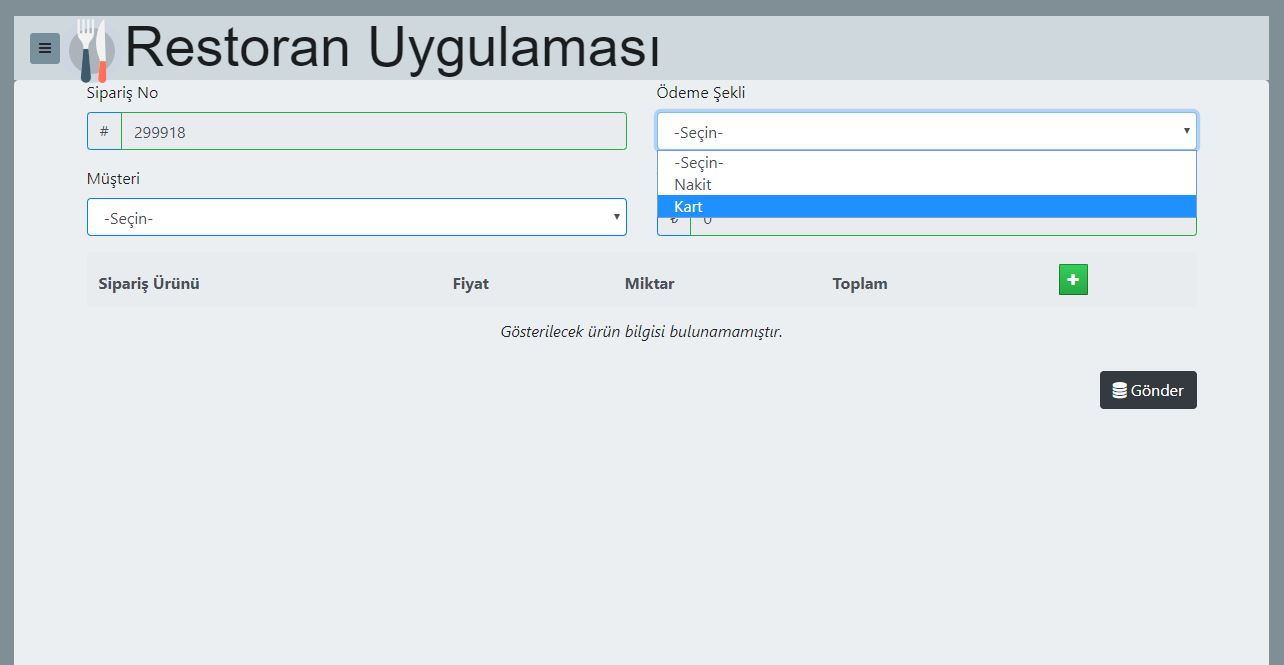 Restoran Uygulaması
Sipariş No
Ödeme Şekli
# 299918
-Seçin-
-Seçin-
Nakit
Kart
Müşteri
-Seçin-
₺ 0
Sipariş Ürünü Fiyat Miktar Toplam +
Gösterilecek ürün bilgisi bulunamamıştır.
Gönder